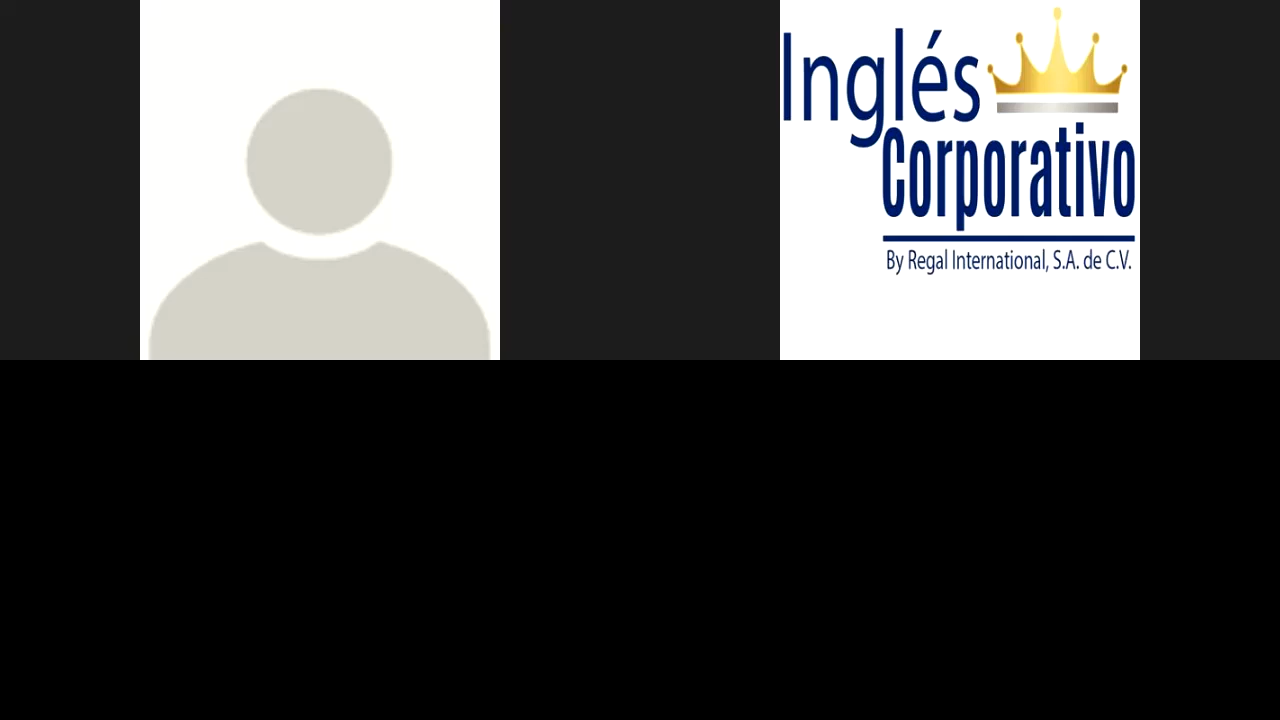 Inglés
Corporativo
By Regal International, S.A. de C.V.